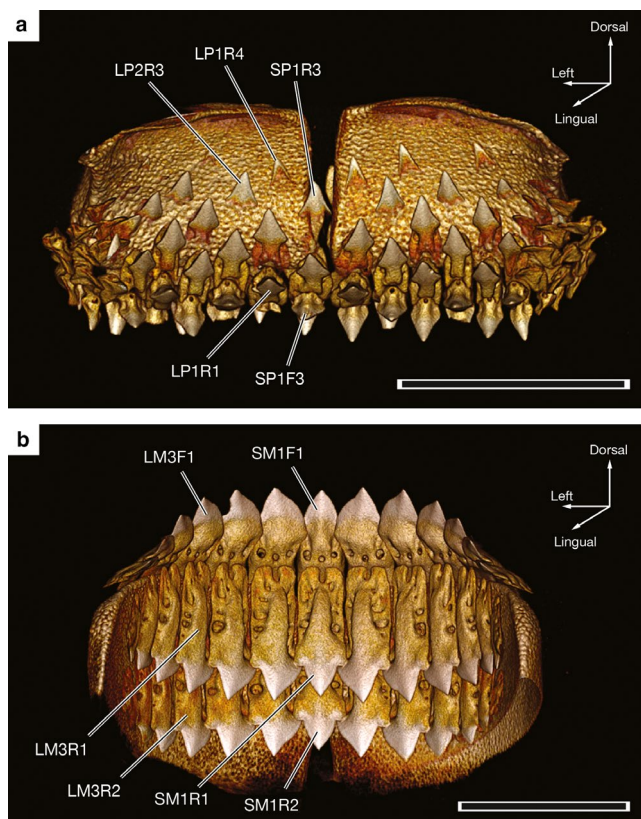 a
LP1R4
LP2R3
SP1R3
Dorsal
Left
Lingual
LP1R1
SP1F3
b
LM3F1
SM1F1
Dorsal
Left
Lingual
LM3R1
LM3R2
SM1R1
SM1R2